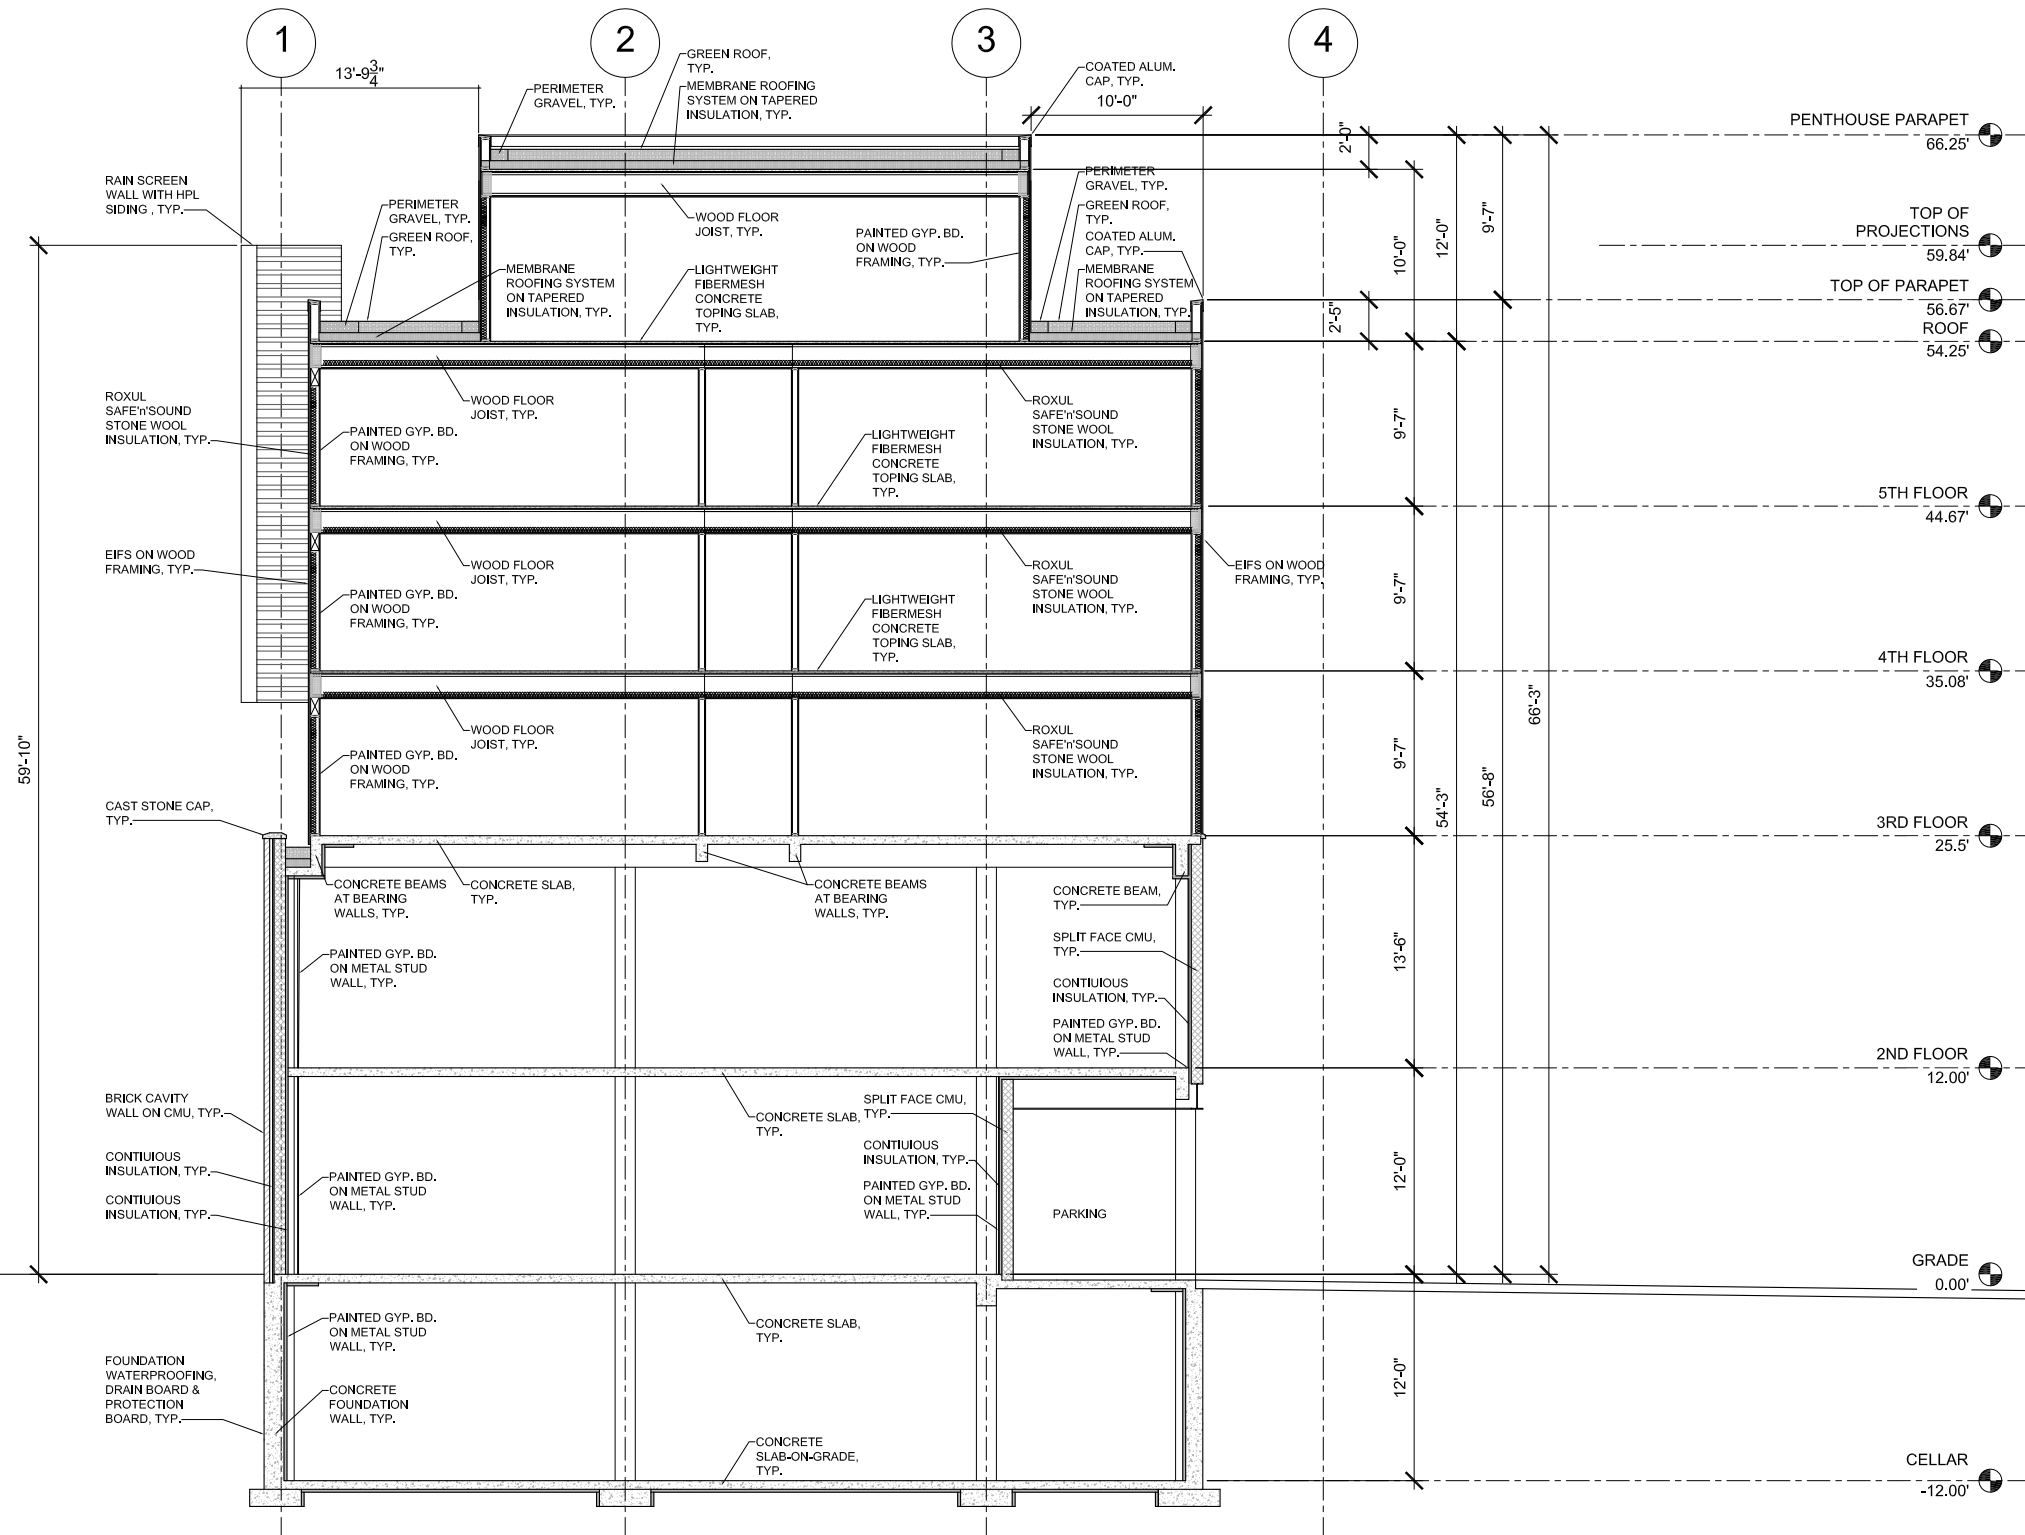 1
2
3
4
13'-9 3/4"
GREEN ROOF,
TYP.
MEMBRANE ROOFING
SYSTEM ON TAPERED
INSULATION, TYP.
PERIMETER
GRAVEL, TYP.
COATED ALUM.
CAP, TYP.
10'-0"
PENTHOUSE PARAPET
66.25'
2'-0"
RAIN SCREEN
WALL WITH HPL
SIDING , TYP.
PERIMETER
GRAVEL, TYP.
GREEN ROOF,
TYP.
WOOD FLOOR
JOIST, TYP.
PAINTED GYP. BD.
ON WOOD
FRAMING, TYP.
PERIMETER
GRAVEL, TYP.
GREEN ROOF,
TYP.
COATED ALUM.
CAP, TYP.
MEMBRANE
ROOFING SYSTEM
ON TAPERED
INSULATION, TYP.
MEMBRANE
ROOFING SYSTEM
ON TAPERED
INSULATION, TYP.
LIGHTWEIGHT
FIBERMESH
CONCRETE
TOPING SLAB,
TYP.
10'-0"
12'-0"
9'-7"
2'-5"
TOP OF
PROJECTIONS
59.84'
TOP OF PARAPET
56.67'
ROOF
54.25'
ROXUL
SAFE'n'SOUND
STONE WOOL
INSULATION, TYP.
WOOD FLOOR
JOIST, TYP.
PAINTED GYP. BD.
ON WOOD
FRAMING, TYP.
LIGHTWEIGHT
FIBERMESH
CONCRETE
TOPING SLAB,
TYP.
ROXUL
SAFE'n'SOUND
STONE WOOL
INSULATION, TYP.
9'-7"
5TH FLOOR
44.67'
EIFS ON WOOD
FRAMING, TYP.
WOOD FLOOR
JOIST, TYP.
PAINTED GYP. BD.
ON WOOD
FRAMING, TYP.
LIGHTWEIGHT
FIBERMESH
CONCRETE
TOPING SLAB,
TYP.
ROXUL
SAFE'n'SOUND
STONE WOOL
INSULATION, TYP.
EIFS ON WOOD
FRAMING, TYP.
9'-7"
4TH FLOOR
35.08'
59'-10"
WOOD FLOOR
JOIST, TYP.
PAINTED GYP. BD.
ON WOOD
FRAMING, TYP.
ROXUL
SAFE'n'SOUND
STONE WOOL
INSULATION, TYP.
9'-7"
54'-3"
56'-8"
66'-3"
CAST STONE CAP,
TYP.
3RD FLOOR
25.5'
CONCRETE BEAMS
AT BEARING
WALLS, TYP.
CONCRETE SLAB,
TYP.
CONCRETE BEAMS
AT BEARING
WALLS, TYP.
CONCRETE BEAM,
TYP.
PAINTED GYP. BD.
ON METAL STUD
WALL, TYP.
SPLIT FACE CMU,
TYP.
CONTIUIOUS
INSULATION, TYP.
PAINTED GYP. BD.
ON METAL STUD
WALL, TYP.
13'-6"
2ND FLOOR
12.00'
BRICK CAVITY
WALL ON CMU, TYP.
CONTIUIOUS
INSULATION, TYP.
CONTIUIOUS
INSULATION, TYP.
PAINTED GYP. BD.
ON METAL STUD
WALL, TYP.
CONCRETE SLAB,
TYP.
SPLIT FACE CMU,
TYP.
CONTIUIOUS
INSULATION, TYP.
PAINTED GYP. BD.
ON METAL STUD
WALL, TYP.
PARKING
12'-0"
GRADE
0.00'
PAINTED GYP. BD.
ON METAL STUD
WALL, TYP.
CONCRETE SLAB,
TYP.
FOUNDATION
WATERPROOFING,
DRAIN BOARD &
PROTECTION
BOARD, TYP.
CONCRETE
FOUNDATION
WALL, TYP.
CONCRETE
SLAB-ON-GRADE,
TYP.
12'-0"
CELLAR
-12.00'